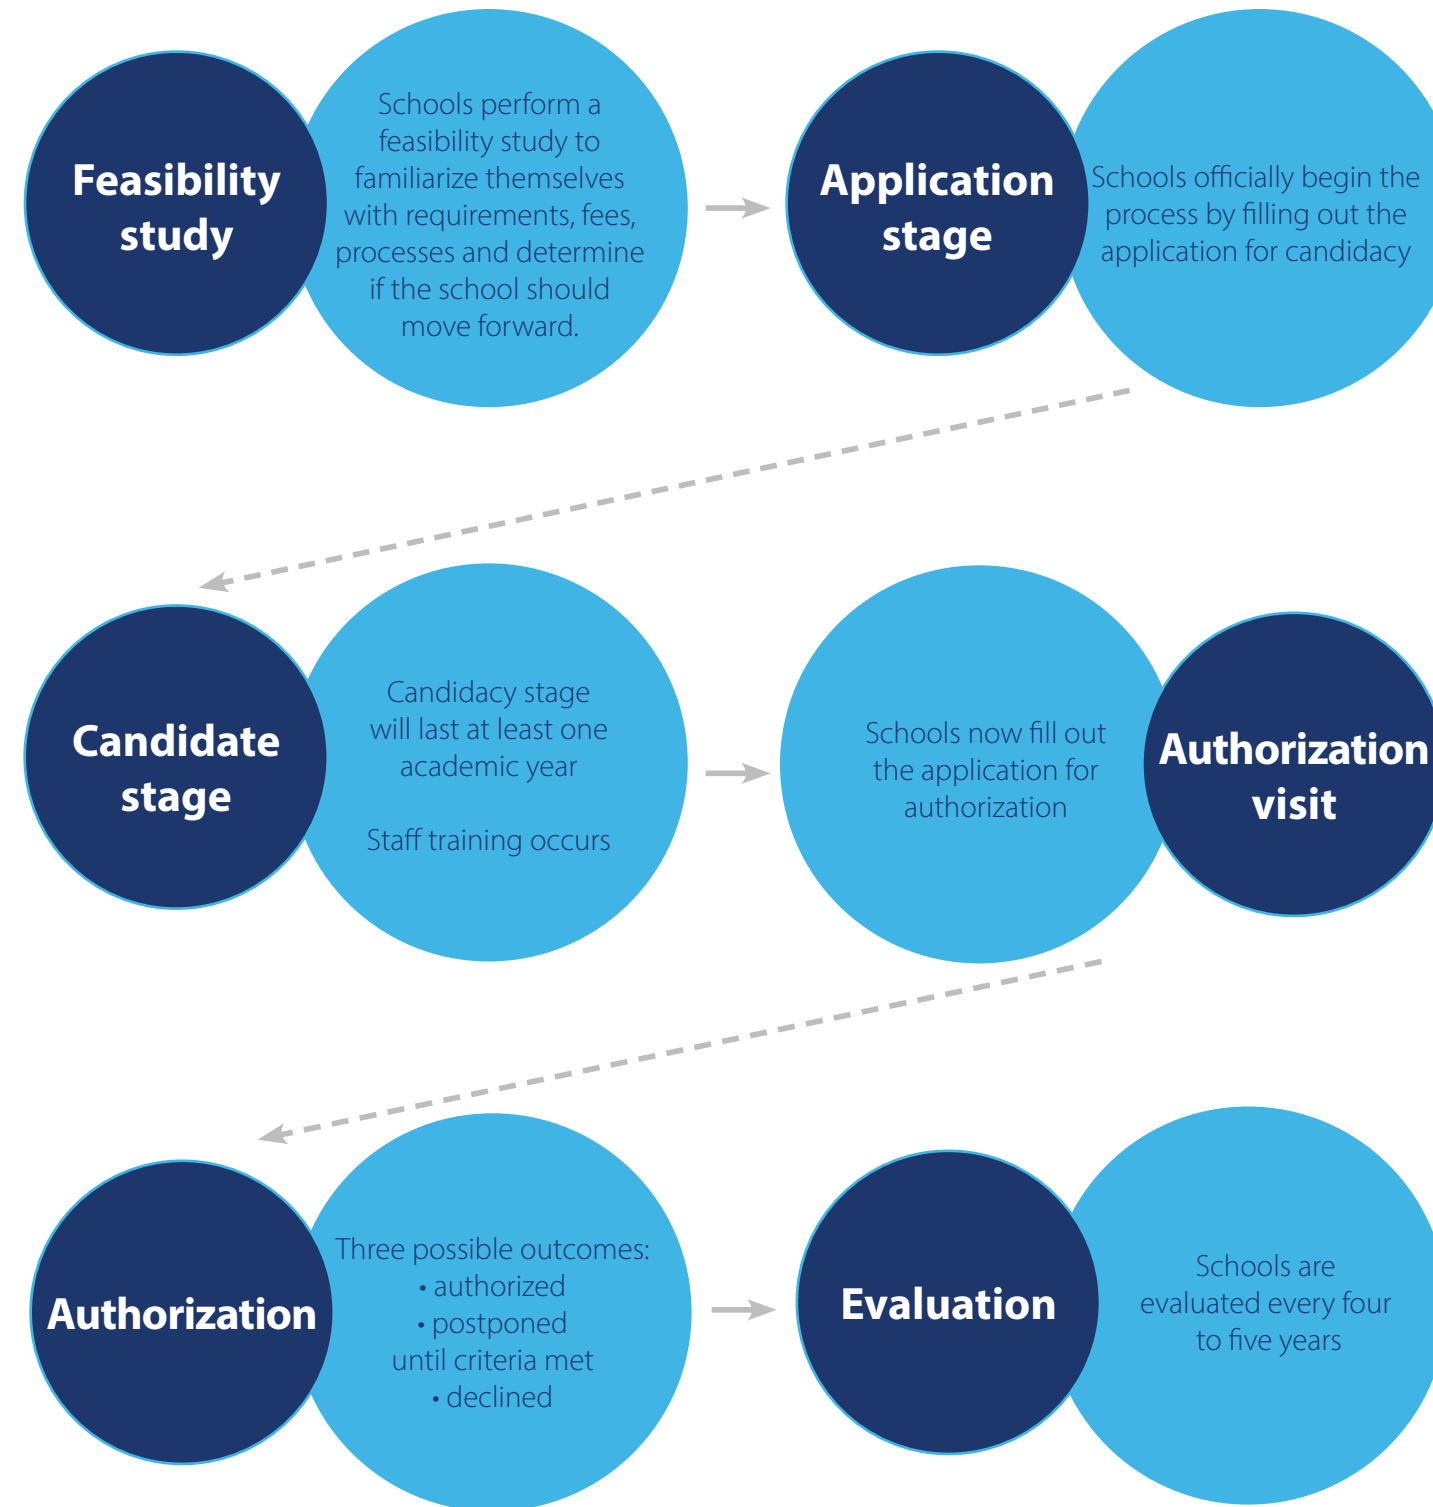 Feasibility
study
Schools perform a
feasibility study to
familiarize themselves
with requirements, fees,
processes and determine
if the school should
move forward.
Application
stage
Schools officially begin the
process by filling out the
application for candidacy
Candidate
stage
Candidacy stage
will last at least one
academic year
Staff training occurs
Schools now fill out
the application for
authorization
Authorization
visit
Authorization
Three possible outcomes:
• authorized
• postponed
until criteria met
• declined
Evaluation
Schools are
evaluated every four
to five years